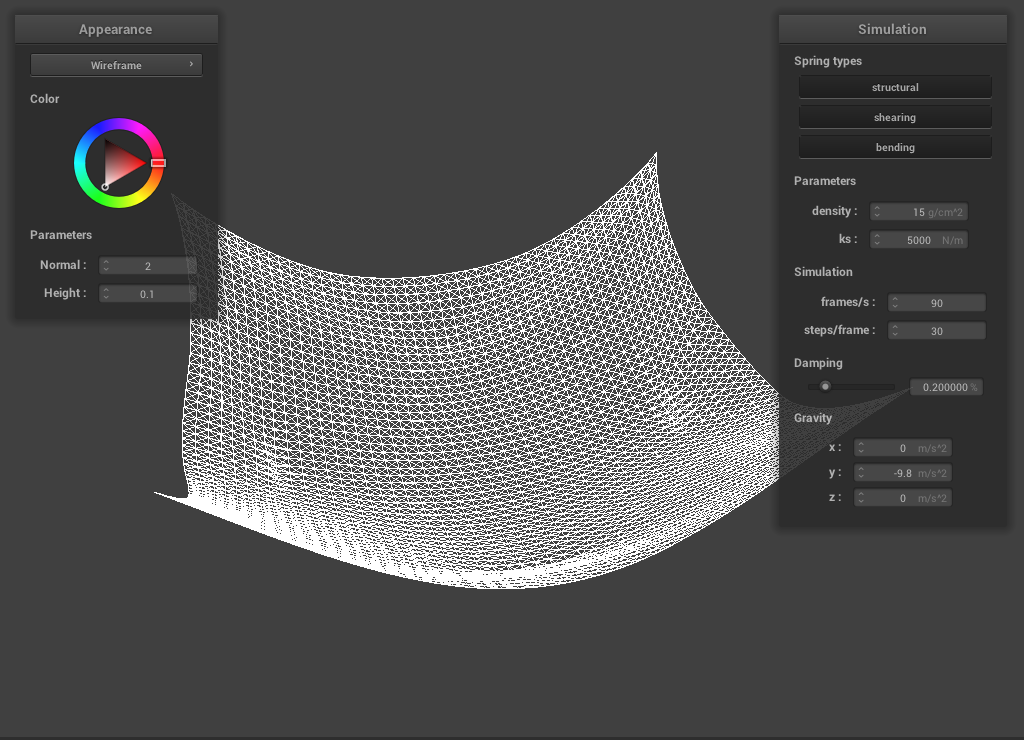 Appearance
Wireframe
Color
Parameters
Normal : 2
Height : 0.1
Simulation
Spring types
structural
shearing
bending
Parameters
density : 15 g/cm^2
ks : 5000 N/m
Simulation
frames/s : 90
steps/frame : 30
Damping
0.200000 %
Gravity
x : 0 m/s^2
y : -9.8 m/s^2
z : 0 m/s^2